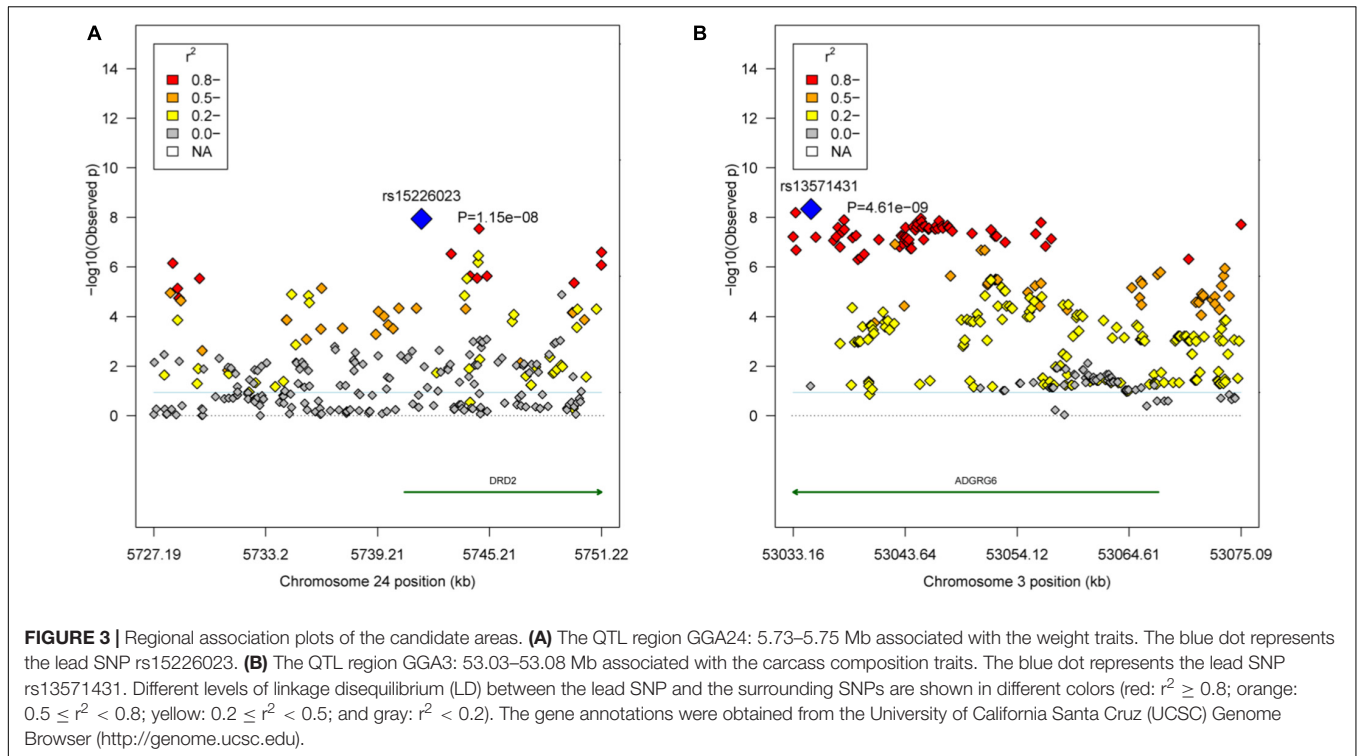 A
r²
0.8−
0.5−
0.2−
0.0−
NA
−log10(Observed p)
14
12
10
8
6
4
2
0
rs15226023
P=1.15e−08
DRD2
5727.19 5733.2 5739.21 5745.21 5751.22
Chromosome 24 position (kb)
B
r²
0.8−
0.5−
0.2−
0.0−
NA
−log10(Observed p)
14
12
10
8
6
4
2
0
rs13571431
P=4.61e−09
ADGRG6
53033.16 53043.64 53054.12 53064.61 53075.09
Chromosome 3 position (kb)
FIGURE 3 | Regional association plots of the candidate areas. (A) The QTL region GGA24: 5.73–5.75 Mb associated with the weight traits. The blue dot represents
the lead SNP rs15226023. (B) The QTL region GGA3: 53.03–53.08 Mb associated with the carcass composition traits. The blue dot represents the lead SNP
rs13571431. Different levels of linkage disequilibrium (LD) between the lead SNP and the surrounding SNPs are shown in different colors (red: r² ≥ 0.8; orange:
0.5 ≤ r² < 0.8; yellow: 0.2 ≤ r² < 0.5; and gray: r² < 0.2). The gene annotations were obtained from the University of California Santa Cruz (UCSC) Genome
Browser (http://genome.ucsc.edu).